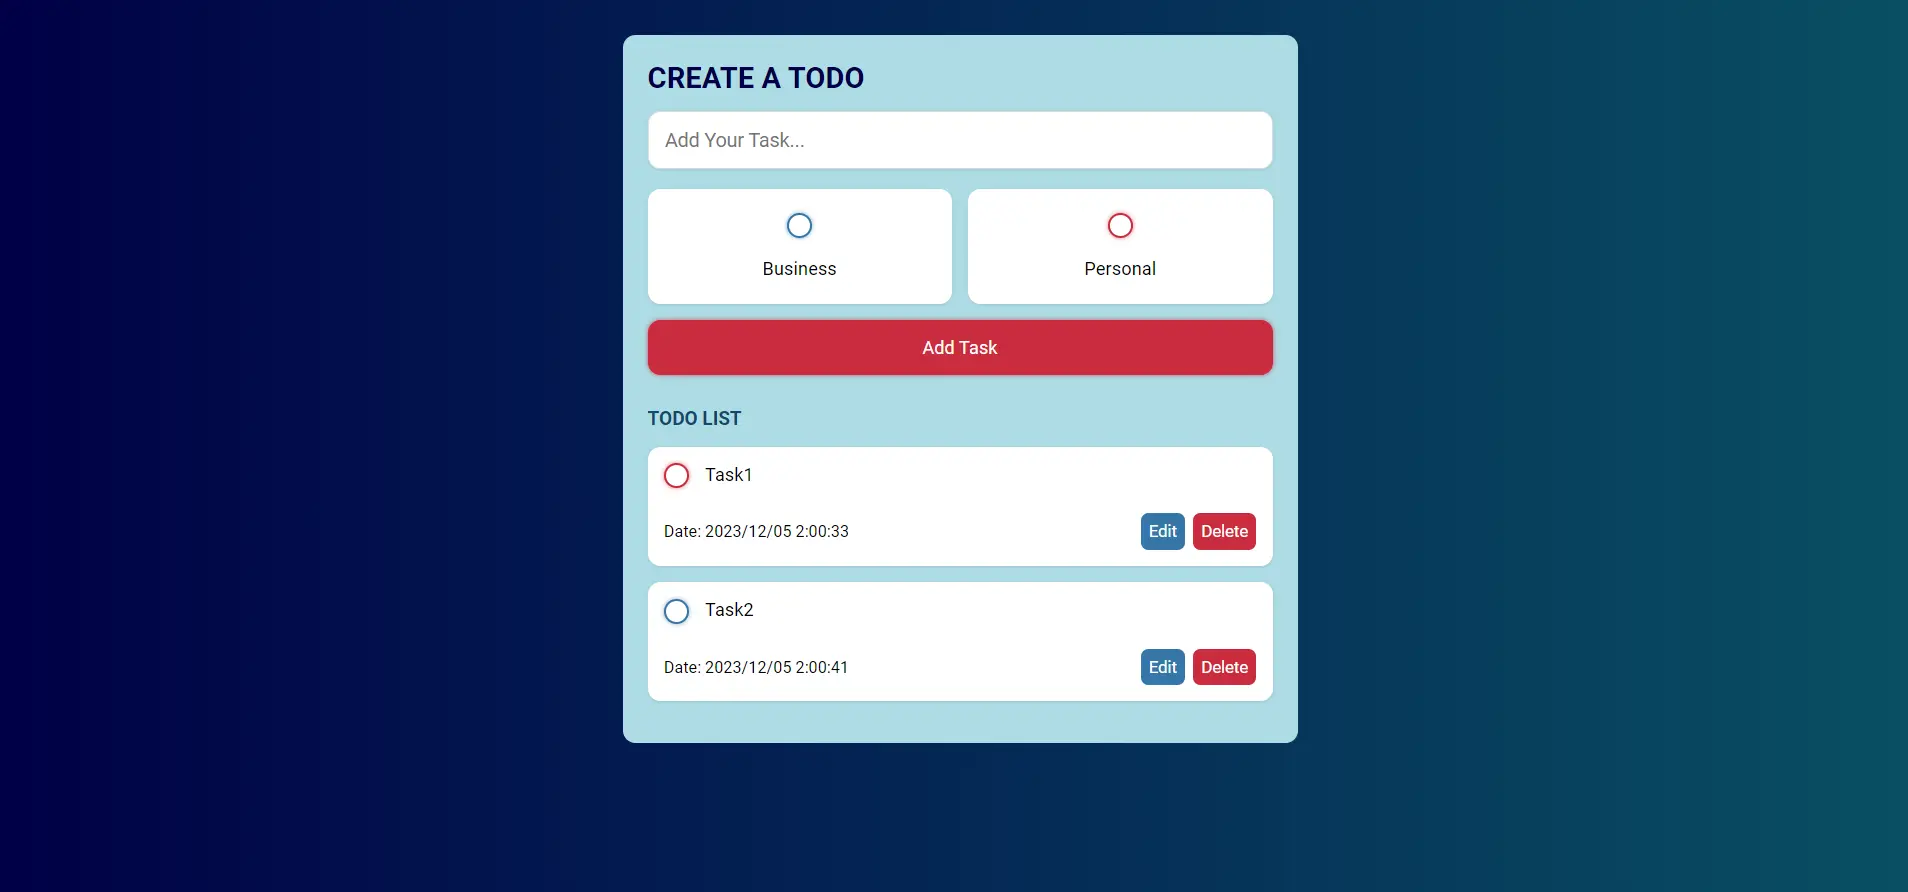 CREATE A TODO
Add Your Task...
Business
Personal
Add Task
TODO LIST
Task1
Date: 2023/12/05 2:00:33
Edit
Delete
Task2
Date: 2023/12/05 2:00:41
Edit
Delete